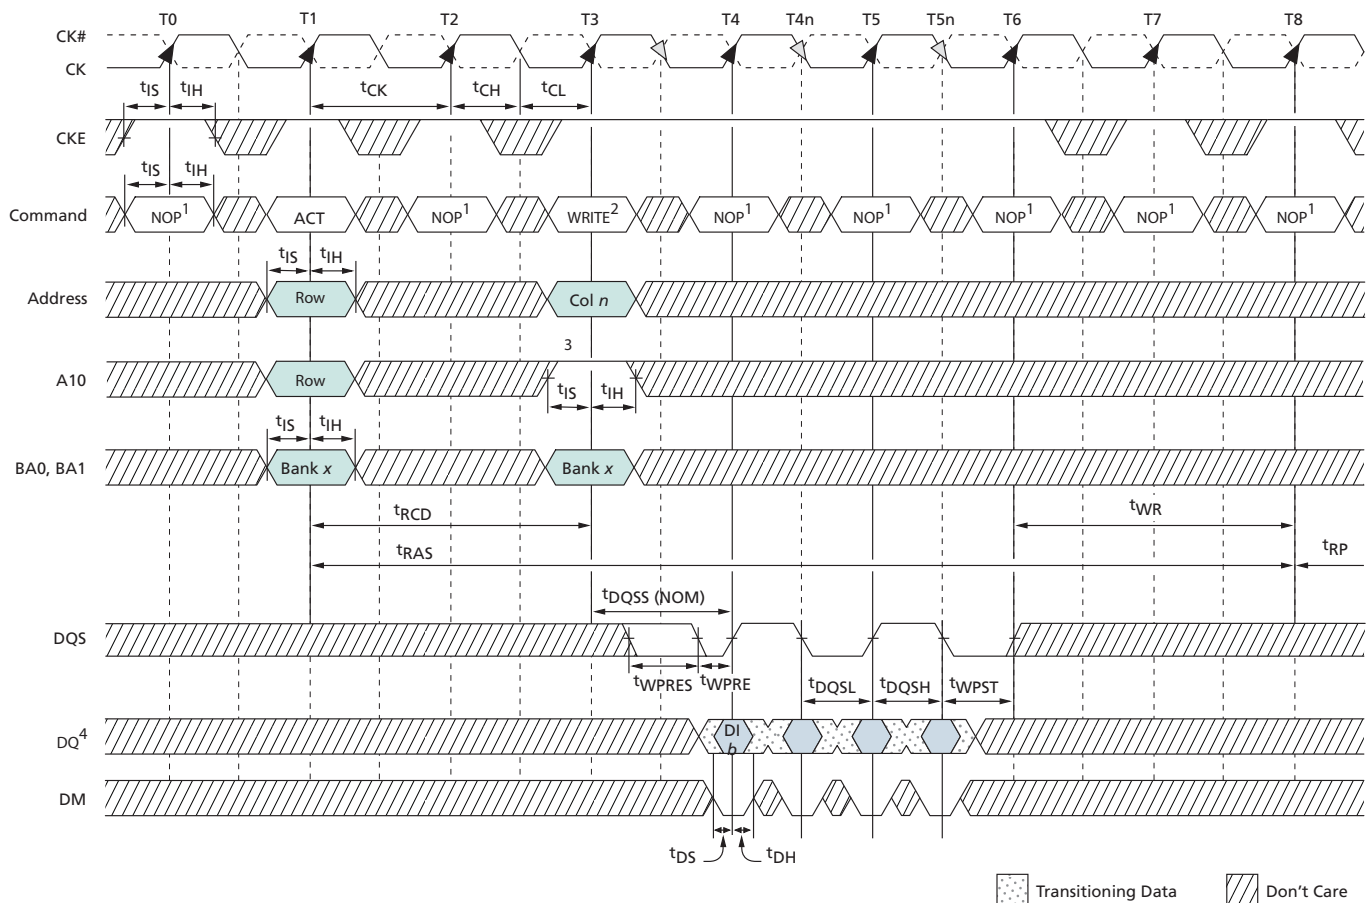 T0 T1 T2 T3 T4 T4n T5 T5n T6 T7 T8
CK#
CK
tIS tIH tCK tCH tCL
CKE
tIS tIH
Command NOP1 ACT NOP1 WRITE2 NOP1 NOP1 NOP1 NOP1 NOP1
tIS tIH
Address Row Col n
3
A10 Row
tIS tIH
tIS tIH
BA0, BA1 Bank x Bank x
tRCD tWR
tRAS tRP
tDQSS (NOM)
DQS
tWPRES tWPRE tDQSL tDQSH tWPST
DQ4 DI
b
DM
tDS tDH
Transitioning Data Don't Care